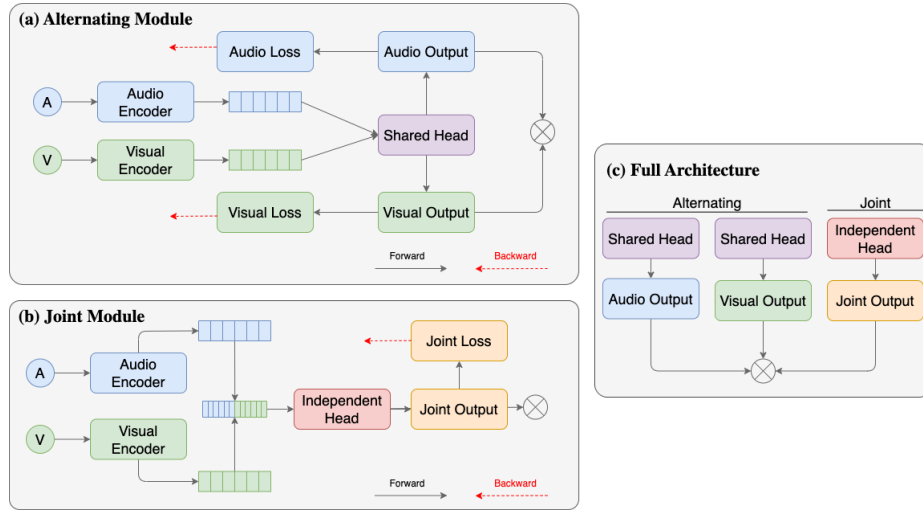 (a) Alternating Module
Audio Loss
Audio Output
A
Audio
Encoder
Shared Head
V
Visual
Encoder
Visual Loss
Visual Output
Forward
Backward
(b) Joint Module
A
Audio
Encoder
Joint Loss
Independent
Head
Joint Output
V
Visual
Encoder
Forward
Backward
(c) Full Architecture
Alternating
Joint
Shared Head
Shared Head
Independent
Head
Audio Output
Visual Output
Joint Output